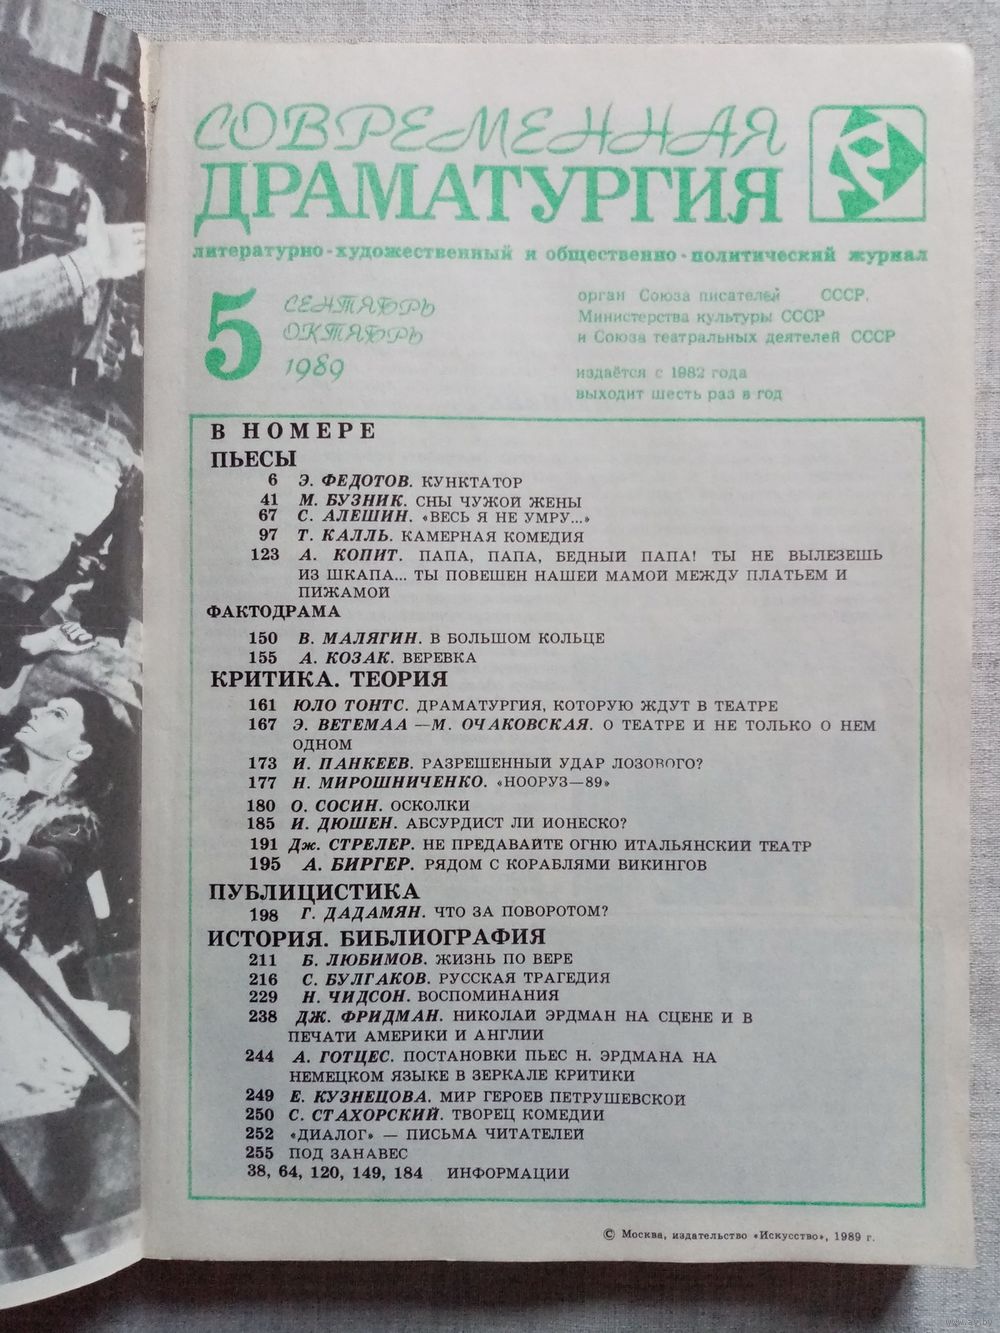 СОВРЕМЕННАЯ
ДРАМАТУРГИЯ
литературно-художественный и общественно-политический журнал
5
СЕНТЯБРЬ
ОКТЯБРЬ
1989
орган Союза писателей СССР,
Министерства культуры СССР
и Союза театральных деятелей СССР
издаётся с 1982 года
выходит шесть раз в год
В НОМЕРЕ
ПЬЕСЫ
6 Э. ФЕДОТОВ. КУНКТАТОР
41 М. БУЗНИК. СНЫ ЧУЖОЙ ЖЕНЫ
67 С. АЛЕШИН. «ВЕСЬ Я НЕ УМРУ...»
97 Т. КАЛЛЬ. КАМЕРНАЯ КОМЕДИЯ
123 А. КОПИТ. ПАПА, ПАПА, БЕДНЫЙ ПАПА! ТЫ НЕ ВЫЛЕЗЕШЬ
ИЗ ШКАПА... ТЫ ПОВЕШЕН НАШЕЙ МАМОЙ МЕЖДУ ПЛАТЬЕМ И
ПИЖАМОЙ
ФАКТОДРАМА
150 В. МАЛЯГИН. В БОЛЬШОМ КОЛЬЦЕ
155 А. КОЗАК. ВЕРЕВКА
КРИТИКА. ТЕОРИЯ
161 ЮЛО ТОНТС. ДРАМАТУРГИЯ, КОТОРУЮ ЖДУТ В ТЕАТРЕ
167 Э. ВЕТЕМАА —М. ОЧАКОВСКАЯ. О ТЕАТРЕ И НЕ ТОЛЬКО О НЕМ
ОДНОМ
173 И. ПАНКЕЕВ. РАЗРЕШЕННЫЙ УДАР ЛОЗОВОГО?
177 Н. МИРОШНИЧЕНКО. «НООРУЗ—89»
180 О. СОСИН. ОСКОЛКИ
185 И. ДЮШЕН. АБСУРДИСТ ЛИ ИОНЕСКО?
191 Дж. СТРЕЛЕР. НЕ ПРЕДАВАЙТЕ ОГНЮ ИТАЛЬЯНСКИЙ ТЕАТР
195 А. БИРГЕР. РЯДОМ С КОРАБЛЯМИ ВИКИНГОВ
ПУБЛИЦИСТИКА
198 Г. ДАДАМЯН. ЧТО ЗА ПОВОРОТОМ?
ИСТОРИЯ. БИБЛИОГРАФИЯ
211 Б. ЛЮБИМОВ. ЖИЗНЬ ПО ВЕРЕ
216 С. БУЛГАКОВ. РУССКАЯ ТРАГЕДИЯ
229 Н. ЧИДСОН. ВОСПОМИНАНИЯ
238 ДЖ. ФРИДМАН. НИКОЛАЙ ЭРДМАН НА СЦЕНЕ И В
ПЕЧАТИ АМЕРИКИ И АНГЛИИ
244 А. ГОТЦЕС. ПОСТАНОВКИ ПЬЕС Н. ЭРДМАНА НА
НЕМЕЦКОМ ЯЗЫКЕ В ЗЕРКАЛЕ КРИТИКИ
249 Е. КУЗНЕЦОВА. МИР ГЕРОЕВ ПЕТРУШЕВСКОЙ
250 С. СТАХОРСКИЙ. ТВОРЕЦ КОМЕДИИ
252 «ДИАЛОГ» — ПИСЬМА ЧИТАТЕЛЕЙ
255 ПОД ЗАНАВЕС
38, 64, 120, 149, 184 ИНФОРМАЦИИ
© Москва, издательство «Искусство», 1989 г.
www.ay.by